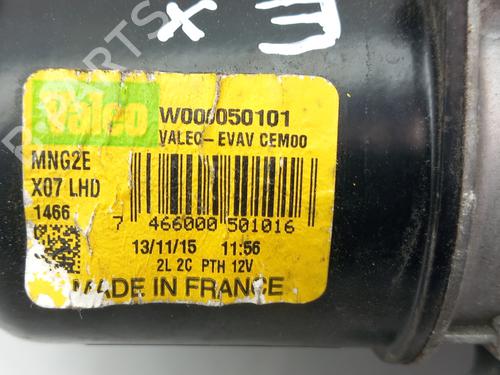 3 X
Valeo
W000050101
VALEO-EVAV CEM00
MNG2E
X07 LHD
1466
7 466000 501016
13/11/15 11:56
2L 2C PTH 12V
MADE IN FRANCE